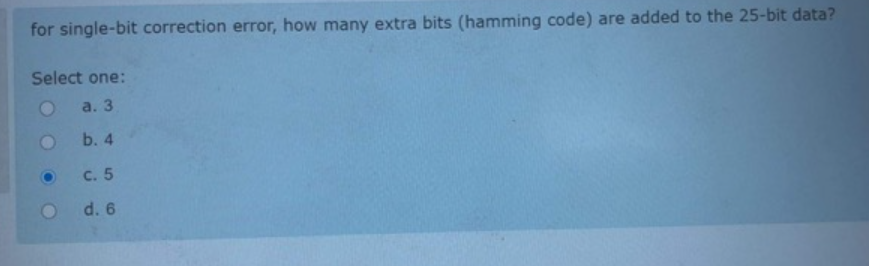 for single-bit correction error, how many extra bits (hamming code) are added to the 25-bit data?
Select one:
a. 3
b. 4
c. 5
d. 6